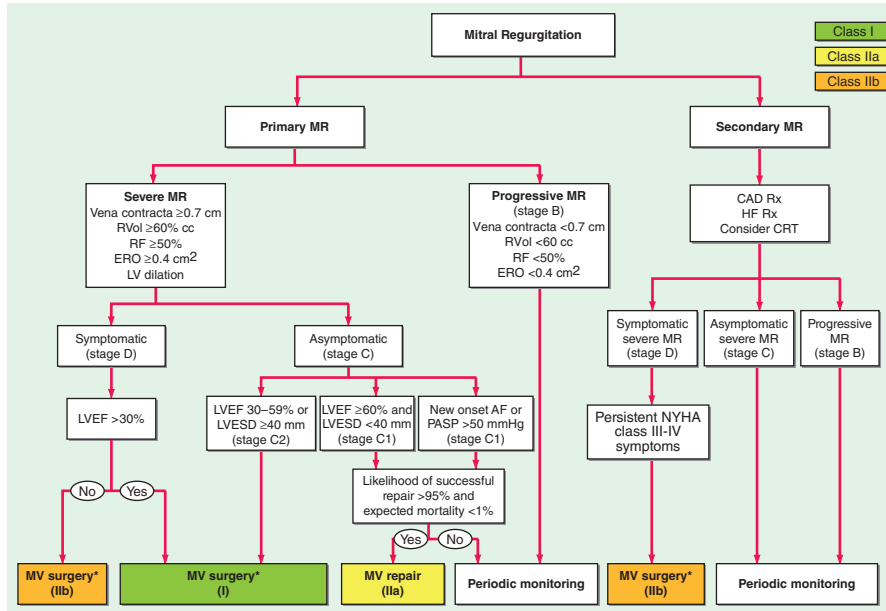 Mitral Regurgitation
Class I
Class IIa
Class IIb
Primary MR
Secondary MR
Severe MR
Vena contracta ≥0.7 cm
RVol ≥60% cc
RF ≥50%
ERO ≥0.4 cm²
LV dilation
Progressive MR
(stage B)
Vena contracta <0.7 cm
RVol <60 cc
RF <50%
ERO <0.4 cm²
CAD Rx
HF Rx
Consider CRT
Symptomatic
(stage D)
Asymptomatic
(stage C)
Symptomatic
severe MR
(stage D)
Asymptomatic
severe MR
(stage C)
Progressive
MR
(stage B)
LVEF >30%
LVEF 30–59% or
LVESD ≥40 mm
(stage C2)
LVEF ≥60% and
LVESD <40 mm
(stage C1)
New onset AF or
PASP >50 mmHg
(stage C1)
Persistent NYHA
class III-IV
symptoms
Likelihood of successful
repair >95% and
expected mortality <1%
No
Yes
Yes
No
MV surgery*
(IIb)
MV surgery*
(I)
MV repair
(IIa)
Periodic monitoring
MV surgery*
(IIb)
Periodic monitoring